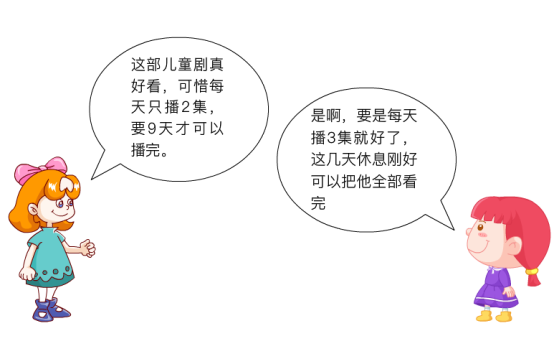 这部儿童剧真
好看，可惜每
天只播2集，
要9天才可以
播完。
是啊，要是每天
播3集就好了，
这几天休息刚好
可以把他全部看
完